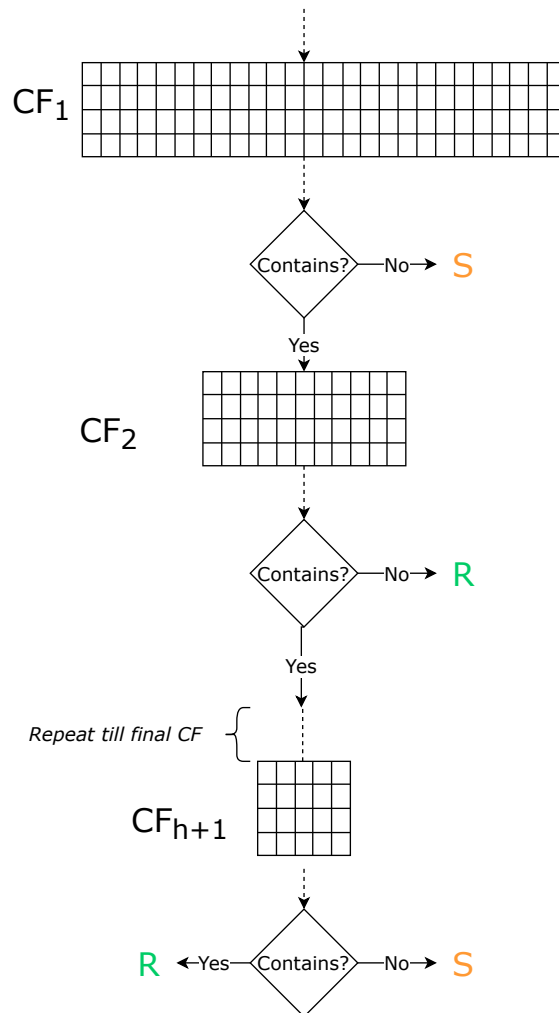 CF1
Contains?
No
S
Yes
CF2
Contains?
No
R
Yes
Repeat till final CF
CFh+1
R
Yes
Contains?
No
S